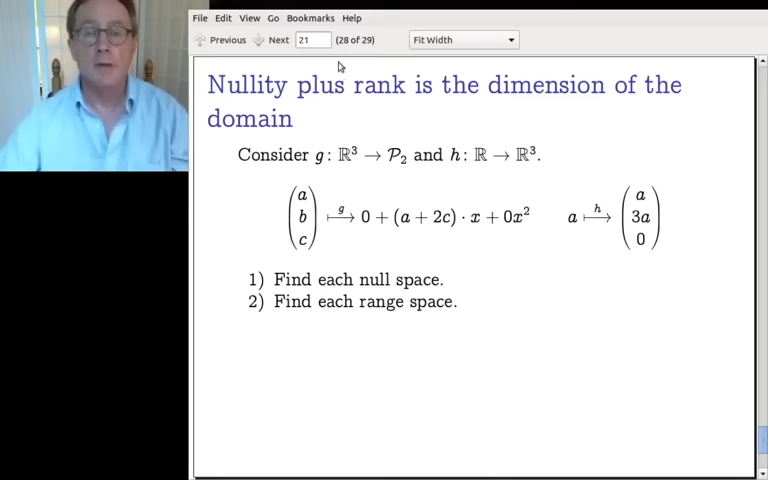 File Edit View Go Bookmarks Help
Previous Next 21 (28 of 29) Fit Width
Nullity plus rank is the dimension of the
domain
Consider g: ℝ³ → 𝒫₂ and h: ℝ → ℝ³.
(a b c) ⟼ᵍ 0 + (a + 2c) · x + 0x² a ⟼ʰ (a 3a 0)
1) Find each null space.
2) Find each range space.